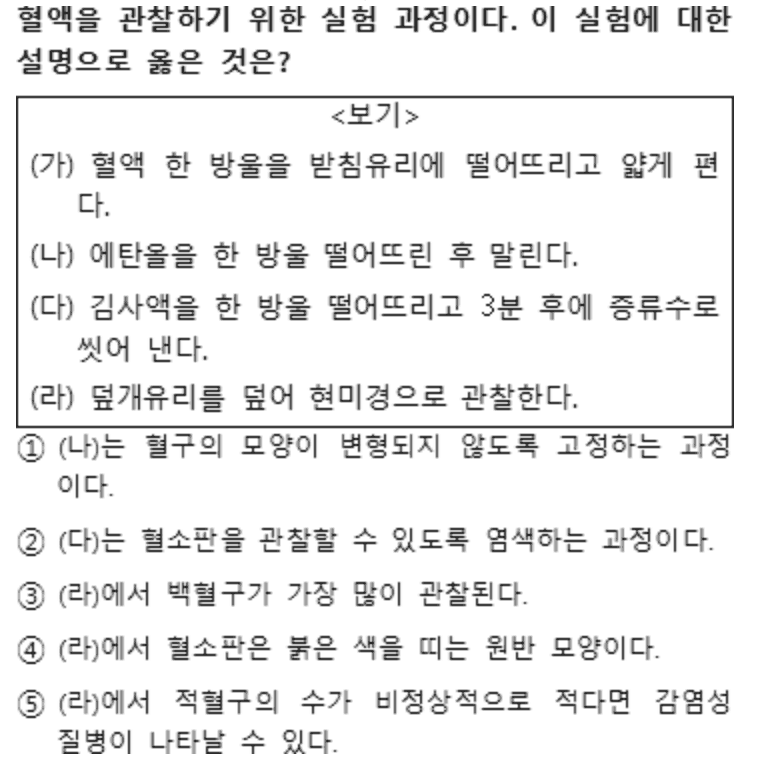 혈액을 관찰하기 위한 실험 과정이다. 이 실험에 대한
설명으로 옳은 것은?
<보기>
(가) 혈액 한 방울을 받침유리에 떨어뜨리고 얇게 편
다.
(나) 에탄올을 한 방울 떨어뜨린 후 말린다.
(다) 김사액을 한 방울 떨어뜨리고 3분 후에 증류수로
씻어 낸다.
(라) 덮개유리를 덮어 현미경으로 관찰한다.
① (나)는 혈구의 모양이 변형되지 않도록 고정하는 과정
이다.
② (다)는 혈소판을 관찰할 수 있도록 염색하는 과정이다.
③ (라)에서 백혈구가 가장 많이 관찰된다.
④ (라)에서 혈소판은 붉은 색을 띠는 원반 모양이다.
⑤ (라)에서 적혈구의 수가 비정상적으로 적다면 감염성
질병이 나타날 수 있다.